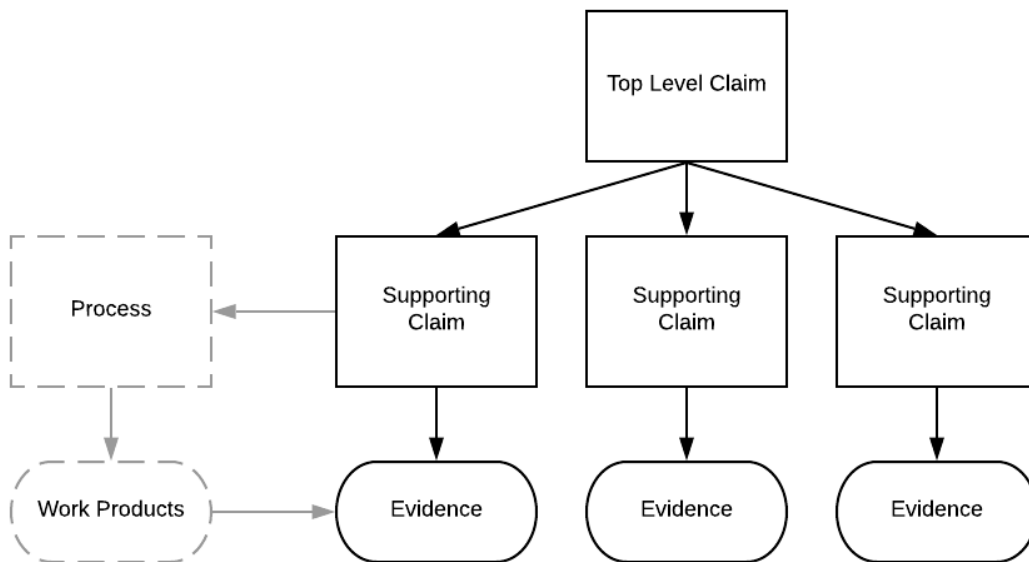 Top Level Claim
Process
Supporting
Claim
Supporting
Claim
Supporting
Claim
Work Products
Evidence
Evidence
Evidence